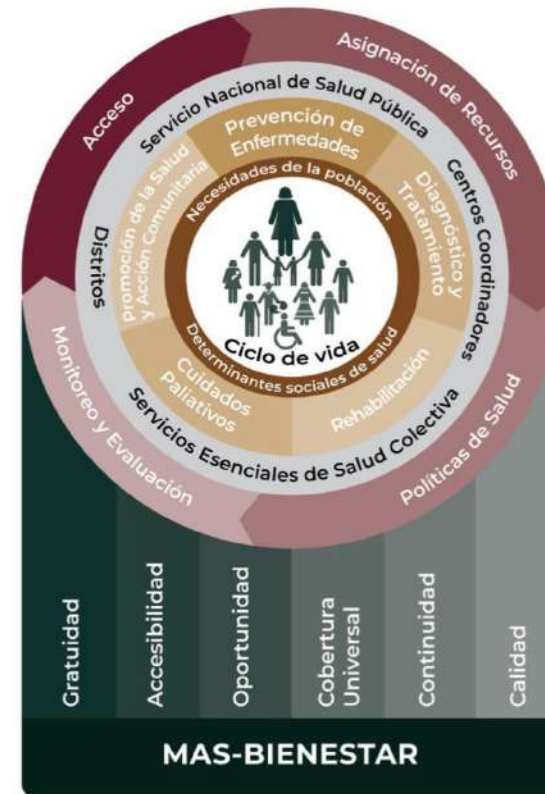 Acceso
Asignación de Recursos
Políticas de Salud
Monitoreo y Evaluación
Servicio Nacional de Salud Pública
Centros Coordinadores
Servicios Esenciales de Salud Colectiva
Distritos
Prevención de
Enfermedades
Diagnóstico y
Tratamiento
Rehabilitación
Cuidados
Paliativos
Promoción de la Salud
y Acción Comunitaria
Necesidades de la población
Determinantes sociales de salud
Ciclo de vida
Gratuidad
Accesibilidad
Oportunidad
Cobertura
Universal
Continuidad
Calidad
MAS-BIENESTAR